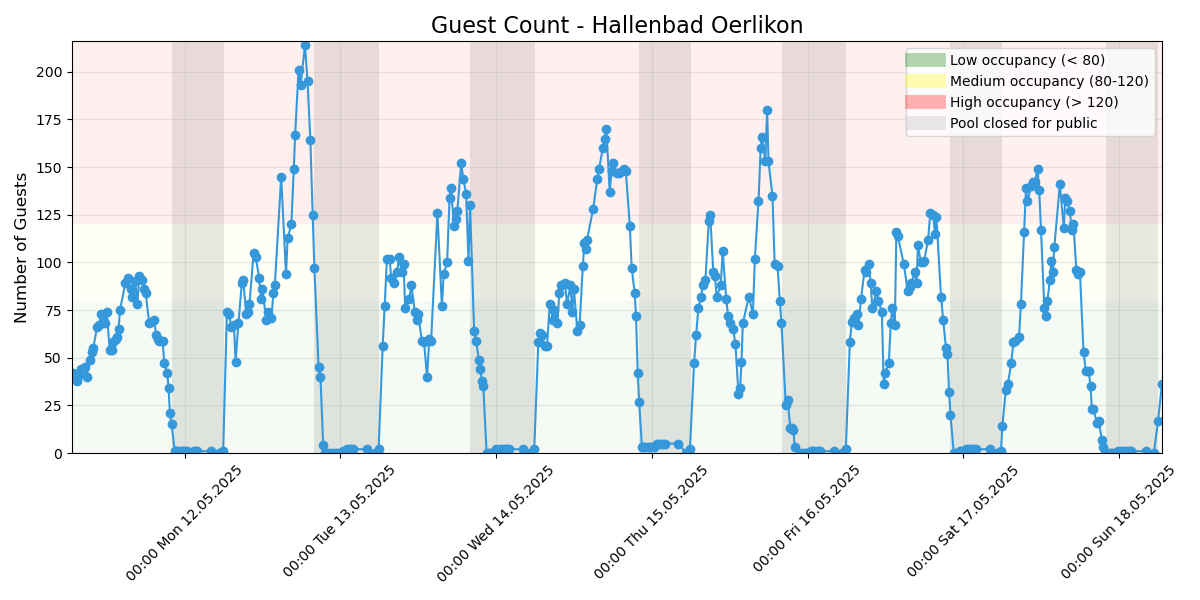 Guest Count - Hallenbad Oerlikon
Number of Guests
200
175
150
125
100
75
50
25
0
Low occupancy (< 80)
Medium occupancy (80-120)
High occupancy (> 120)
Pool closed for public
00:00 Mon 12.05.2025
00:00 Tue 13.05.2025
00:00 Wed 14.05.2025
00:00 Thu 15.05.2025
00:00 Fri 16.05.2025
00:00 Sat 17.05.2025
00:00 Sun 18.05.2025